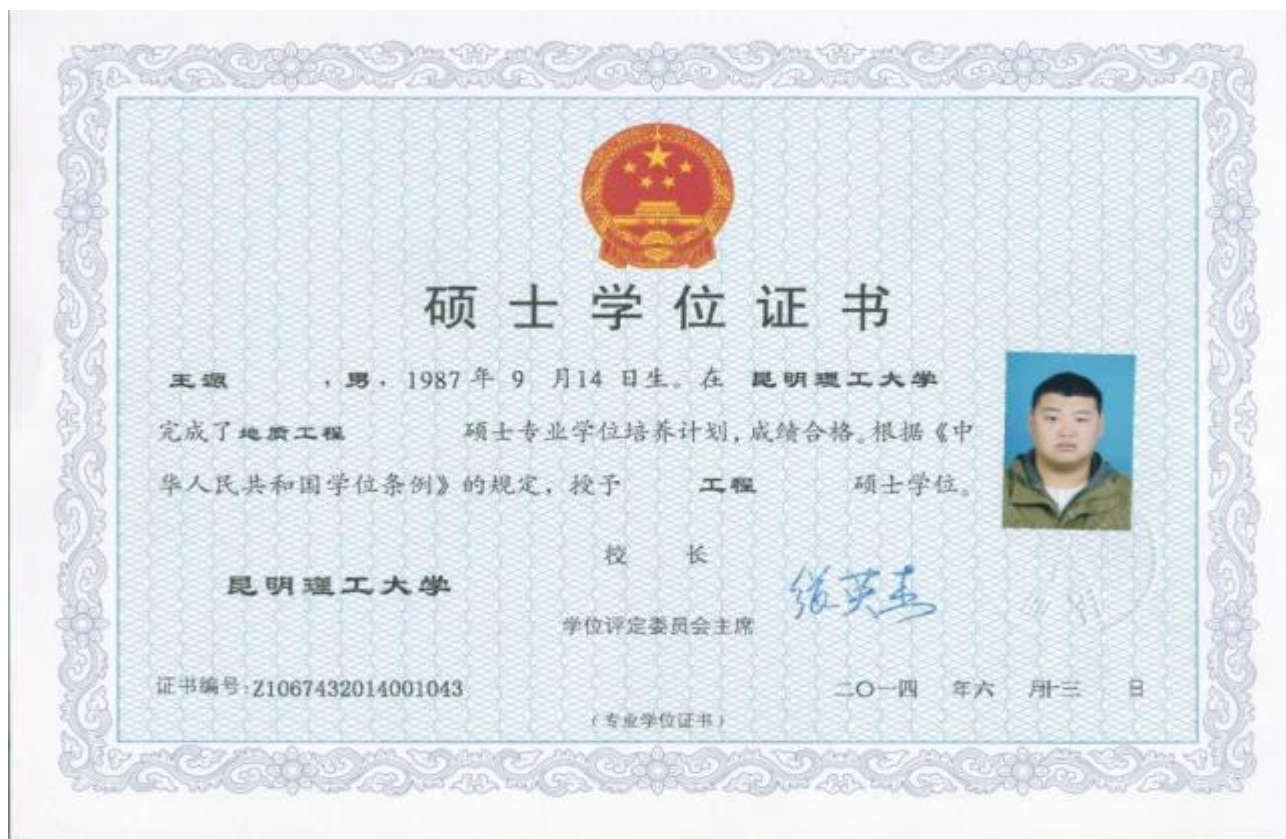 硕士学位证书
王源 ，男，1987年 9 月14 日生。在 昆明理工大学
完成了地质工程 硕士专业学位培养计划，成绩合格。根据《中
华人民共和国学位条例》的规定，授予 工程 硕士学位。
校 长
昆明理工大学
张英杰
学位评定委员会主席
证书编号：Z1067432014001043
二〇一四 年六 月十三 日
（专业学位证书）